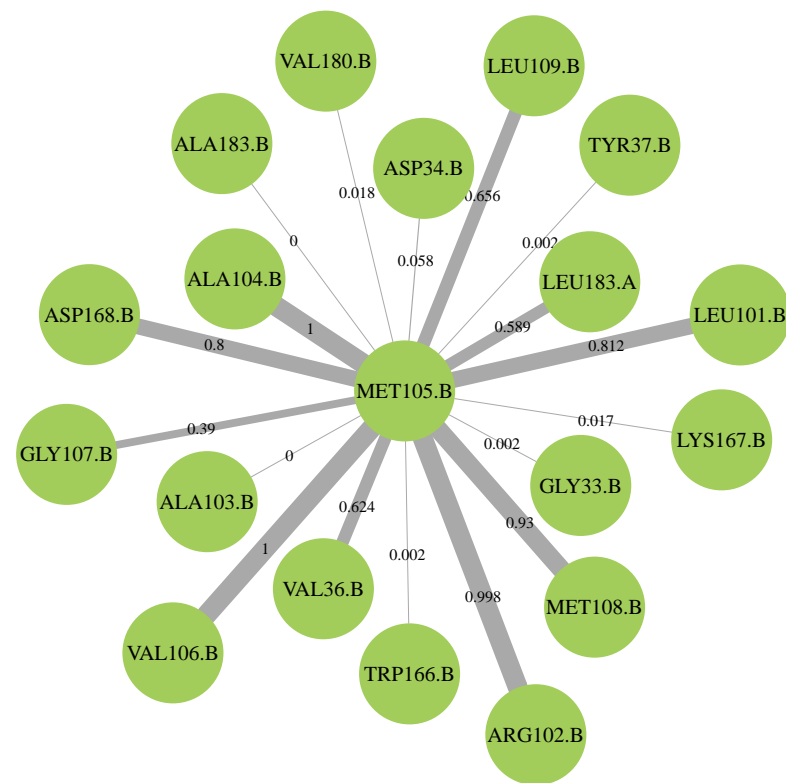 VAL180.B
LEU109.B
ALA183.B
TYR37.B
ASP34.B
0.018
0.656
0
0.002
0.058
ALA104.B
LEU183.A
ASP168.B
LEU101.B
1
0.589
0.8
0.812
MET105.B
0.39
0.017
GLY107.B
LYS167.B
0
0.002
ALA103.B
GLY33.B
0.624
0.93
1
0.002
VAL36.B
0.998
MET108.B
VAL106.B
TRP166.B
ARG102.B